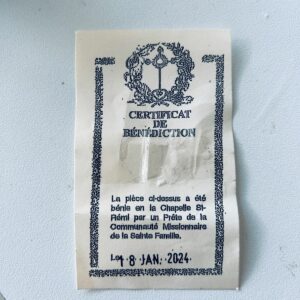 CERTIFICAT
DE
BÉNÉDICTION
La pièce ci-dessus a été
bénie en la Chapelle St-
Rémi par un Prête de la
Communauté Missionnaire
de la Sainte Famille.
Le 18 JAN. 2024